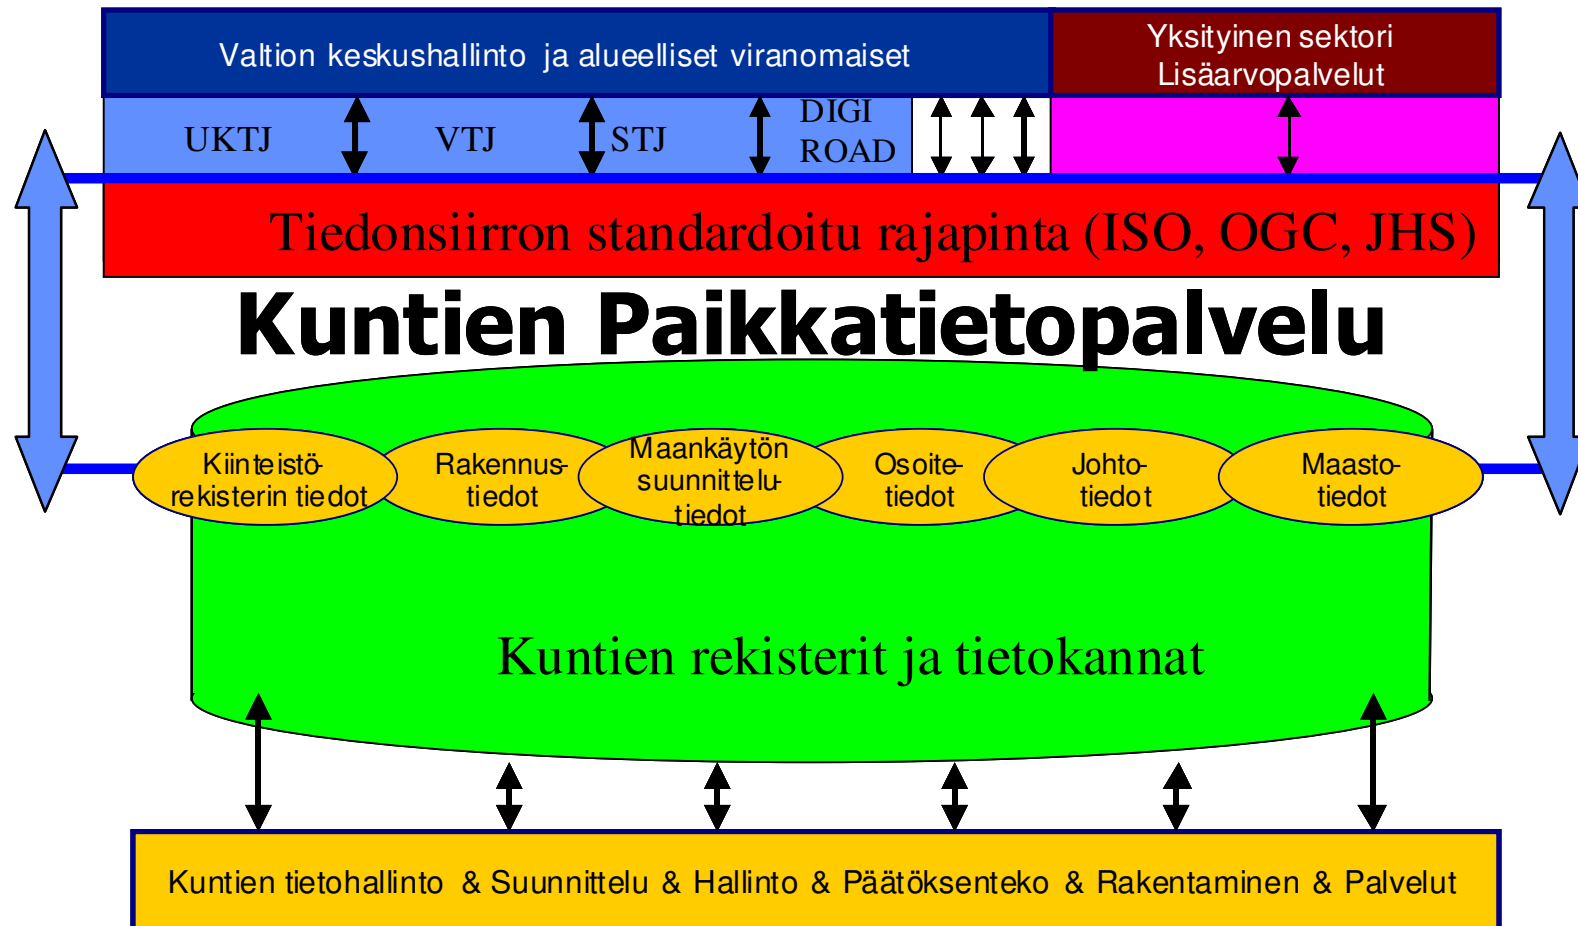 Valtion keskushallinto ja alueelliset viranomaiset
Yksityinen sektori
Lisäarvopalvelut
UKTJ
VTJ
STJ
DIGI
ROAD
Tiedonsiirron standardoitu rajapinta (ISO, OGC, JHS)
Kuntien Paikkatietopalvelu
Kiinteistö-
rekisterin tiedot
Rakennus-
tiedot
Maankäytön
suunnittelu-
tiedot
Osoite-
tiedot
Johto-
tiedot
Maasto-
tiedot
Kuntien rekisterit ja tietokannat
Kuntien tietohallinto & Suunnittelu & Hallinto & Päätöksenteko & Rakentaminen & Palvelut